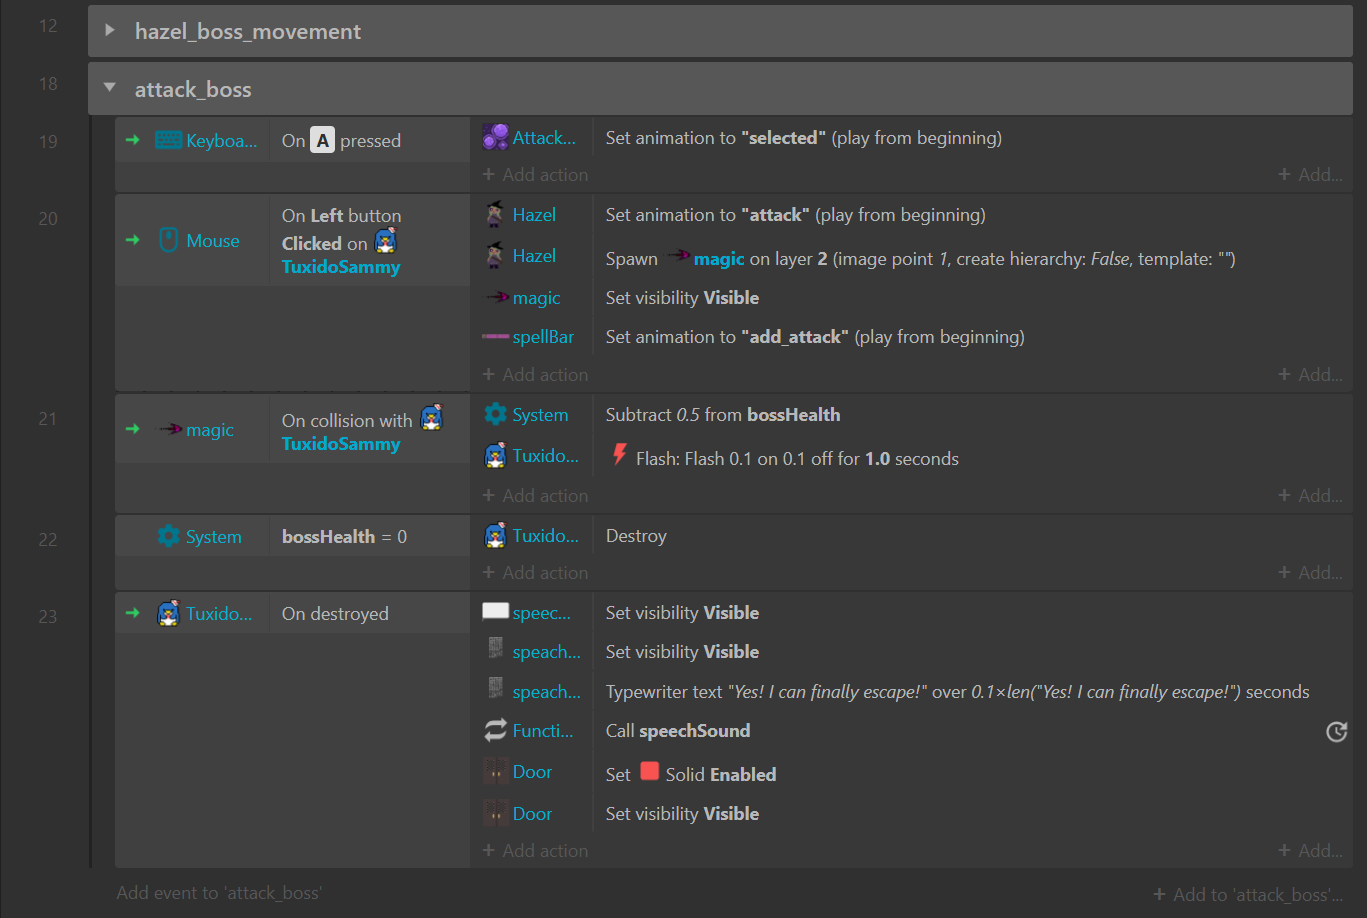 12 hazel_boss_movement
18 attack_boss
19 Keyboa... On A pressed Attack... Set animation to "selected" (play from beginning)
+ Add action + Add...
20 Mouse On Left button Clicked on TuxidoSammy Hazel Set animation to "attack" (play from beginning)
Hazel Spawn magic on layer 2 (image point 1, create hierarchy: False, template: "")
magic Set visibility Visible
spellBar Set animation to "add_attack" (play from beginning)
+ Add action + Add...
21 magic On collision with TuxidoSammy System Subtract 0.5 from bossHealth
Tuxido... Flash: Flash 0.1 on 0.1 off for 1.0 seconds
+ Add action + Add...
22 System bossHealth = 0 Tuxido... Destroy
+ Add action + Add...
23 Tuxido... On destroyed speec... Set visibility Visible
speach... Set visibility Visible
speach... Typewriter text "Yes! I can finally escape!" over 0.1×len("Yes! I can finally escape!") seconds
Functi... Call speechSound
Door Set Solid Enabled
Door Set visibility Visible
+ Add action + Add...
Add event to 'attack_boss' + Add to 'attack_boss'...